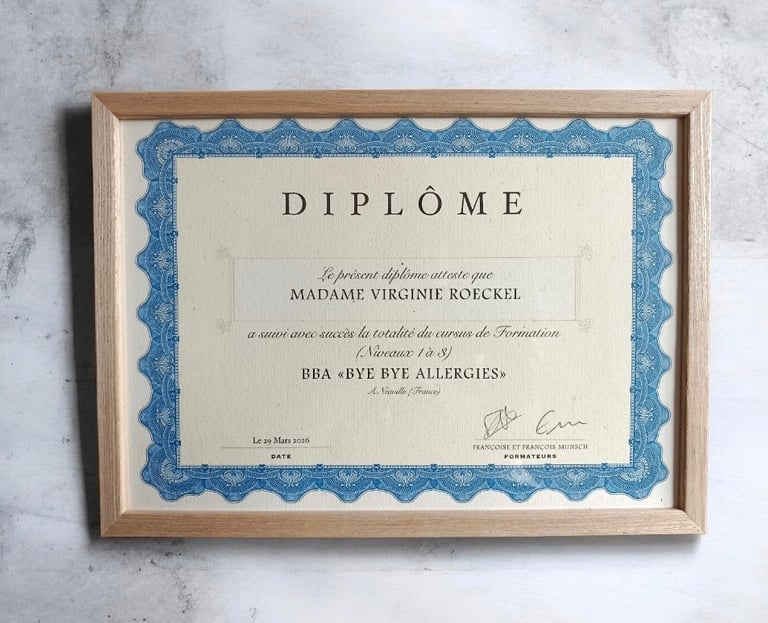 DIPLÔME
Le présent diplôme atteste que
MADAME VIRGINIE ROECKEL
a suivi avec succès la totalité du cursus de Formation
(Niveaux 1 à 3)
BBA «BYE BYE ALLERGIES»
A Neuville (France)
Le 29 Mars 2026
DATE
FRANÇOISE ET FRANÇOIS MUNSCH
FORMATEURS